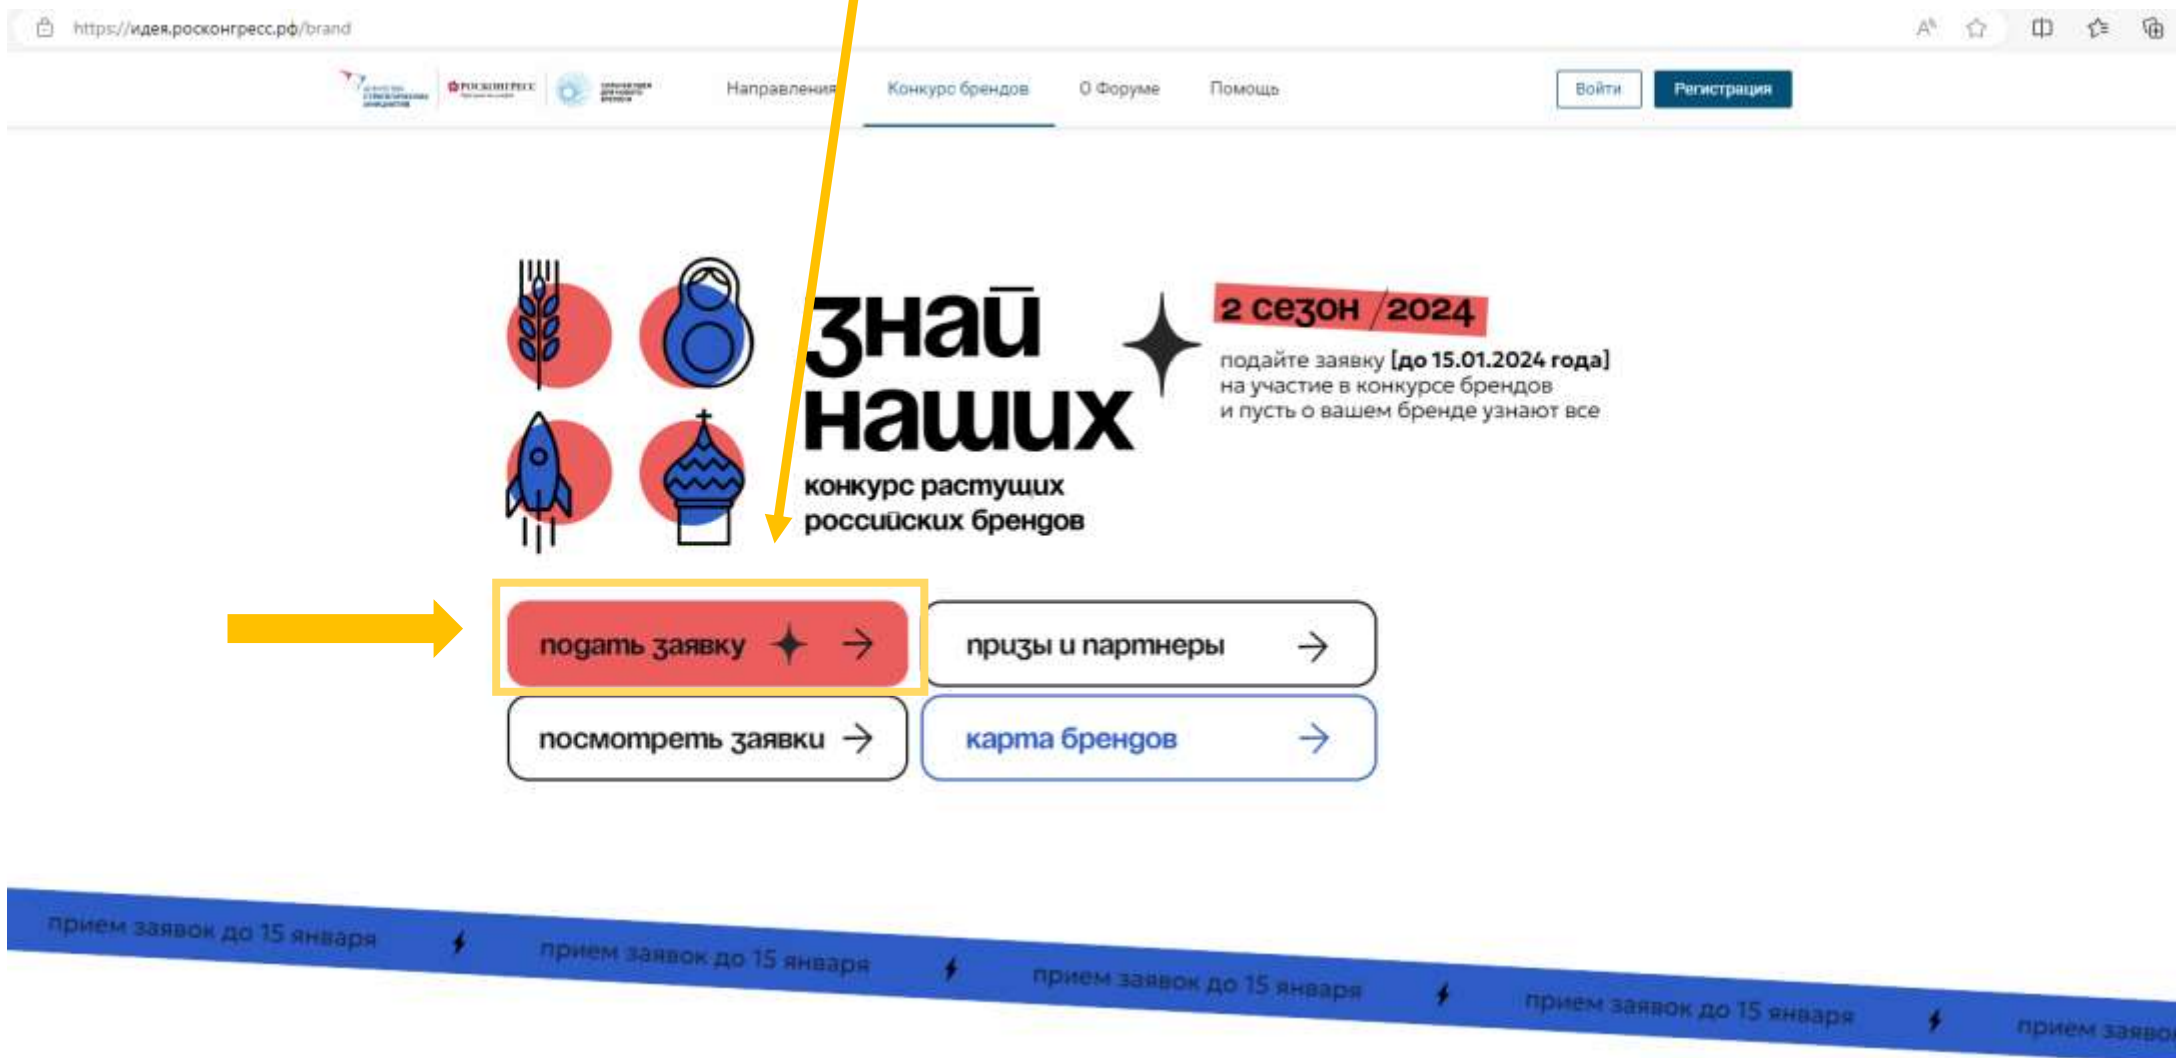 https://идея.росконгресс.рф/brand
РОСКОНГРЕСС
Направления
Конкурс брендов
О Форуме
Помощь
Войти
Регистрация
знай
наших
конкурс растущих
российских брендов
2 сезон /2024
подайте заявку [до 15.01.2024 года]
на участие в конкурсе брендов
и пусть о вашем бренде узнают все
подать заявку
призы и партнеры
посмотреть заявки
карта брендов
прием заявок до 15 января
прием заявок до 15 января
прием заявок до 15 января
прием заявок до 15 января
прием